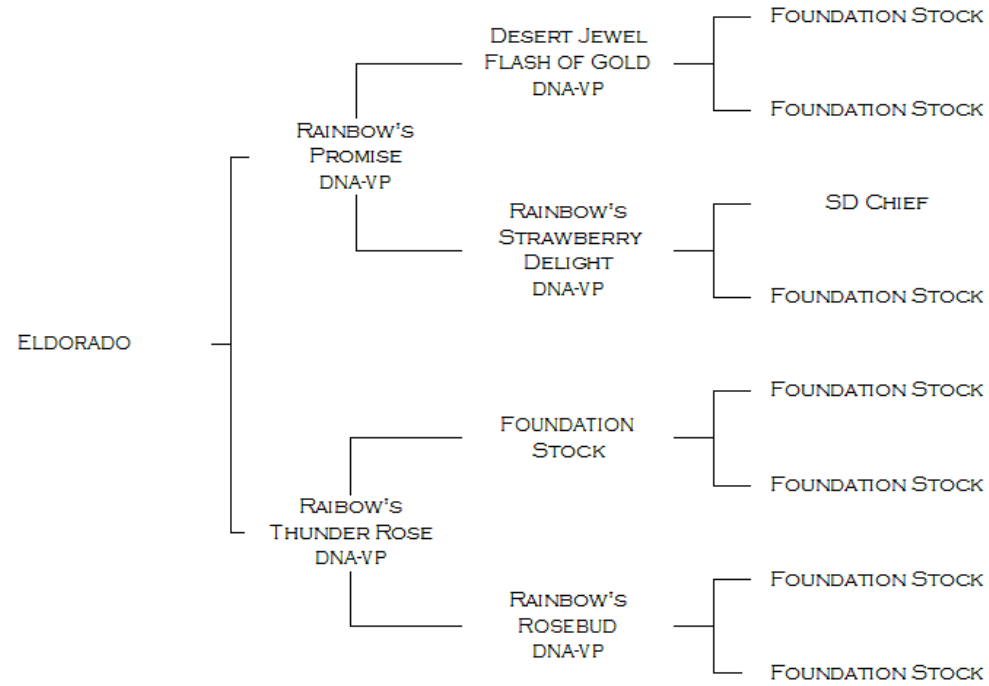 Foundation Stock
Desert Jewel
Flash of Gold
DNA-VP
Foundation Stock
Rainbow's
Promise
DNA-VP
SD Chief
Rainbow's
Strawberry
Delight
DNA-VP
Foundation Stock
Eldorado
Foundation Stock
Foundation
Stock
Foundation Stock
Raibow's
Thunder Rose
DNA-VP
Foundation Stock
Rainbow's
Rosebud
DNA-VP
Foundation Stock